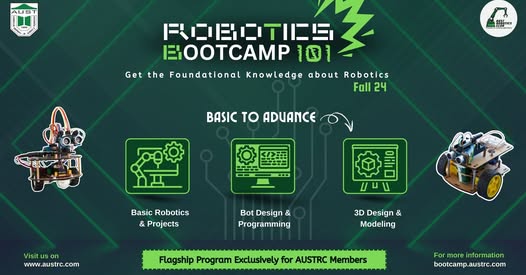 AUST
ROBOTICS
BOOTCAMP 101
Get the Foundational Knowledge about Robotics
Fall 24
BASIC TO ADVANCE
Basic Robotics
& Projects
Bot Design &
Programming
3D Design &
Modeling
Visit us on
www.austrc.com
Flagship Program Exclusively for AUSTRC Members
For more information
bootcamp.austrc.com